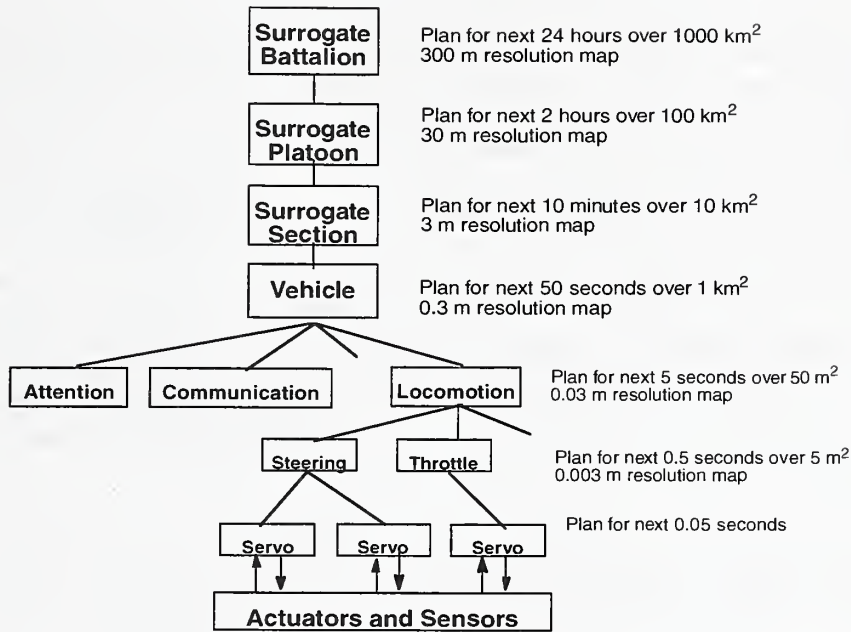 Surrogate
Battalion
Plan for next 24 hours over 1000 km²
300 m resolution map
Surrogate
Platoon
Plan for next 2 hours over 100 km²
30 m resolution map
Surrogate
Section
Plan for next 10 minutes over 10 km²
3 m resolution map
Vehicle
Plan for next 50 seconds over 1 km²
0.3 m resolution map
Attention
Communication
Locomotion
Plan for next 5 seconds over 50 m²
0.03 m resolution map
Steering
Throttle
Plan for next 0.5 seconds over 5 m²
0.003 m resolution map
Servo
Servo
Servo
Plan for next 0.05 seconds
Actuators and Sensors